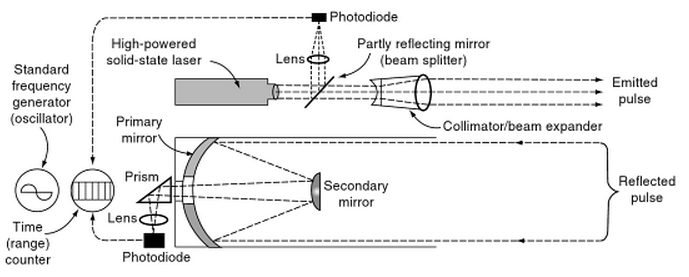 Photodiode
High-powered
solid-state laser
Lens
Partly reflecting mirror
(beam splitter)
Standard
frequency
generator
(oscillator)
Emitted
pulse
Collimator/beam expander
Primary
mirror
Prism
Secondary
mirror
Reflected
pulse
Lens
Time
(range)
counter
Photodiode